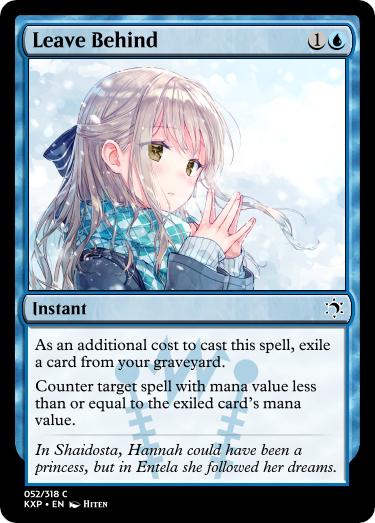 Leave Behind 1
Instant
As an additional cost to cast this spell, exile
a card from your graveyard.
Counter target spell with mana value less
than or equal to the exiled card's mana
value.
In Shaidosta, Hannah could have been a
princess, but in Entela she followed her dreams.
052/318 C
KXP • EN HITEN